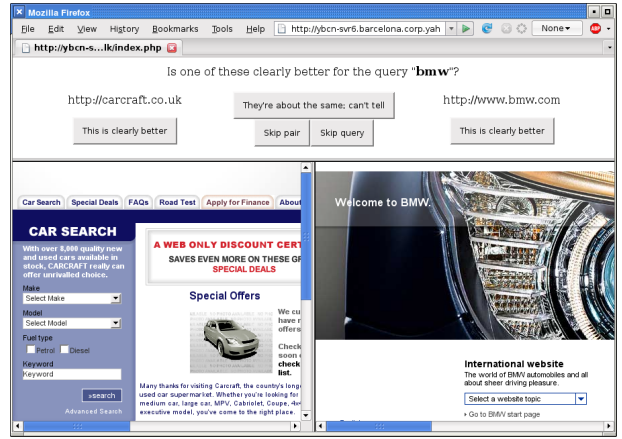 Mozilla Firefox
File Edit View History Bookmarks Tools Help http://ybcn-svr6.barcelona.corp.yah None
http://ybcn-s...lk/index.php
Is one of these clearly better for the query "bmw"?
http://carcraft.co.uk
They're about the same; can't tell
http://www.bmw.com
This is clearly better
Skip pair Skip query
This is clearly better
Car Search Special Deals FAQs Road Test Apply for Finance About
CAR SEARCH
With over 8,000 quality new
and used cars available in
stock, CARCRAFT really can
offer unrivalled choice.
Make
Select Make
Model
Select Model
Fuel type
Petrol Diesel
Keyword
Keyword
»search
Advanced Search
A WEB ONLY DISCOUNT CERT
SAVES EVEN MORE ON THESE GR
SPECIAL DEALS
Special Offers
We cu
have r
offers
Check
soon
check
list.
Many thanks for visiting Carcraft, the country's longe
used car supermarket. Whether you're looking for
medium car, large car, MPV, Cabriolet, Coupe, 4x
executive model, you've come to the right place.
Welcome to BMW.
International website
The world of BMW automobiles and all
about sheer driving pleasure.
Select a website topic
Go to BMW start page